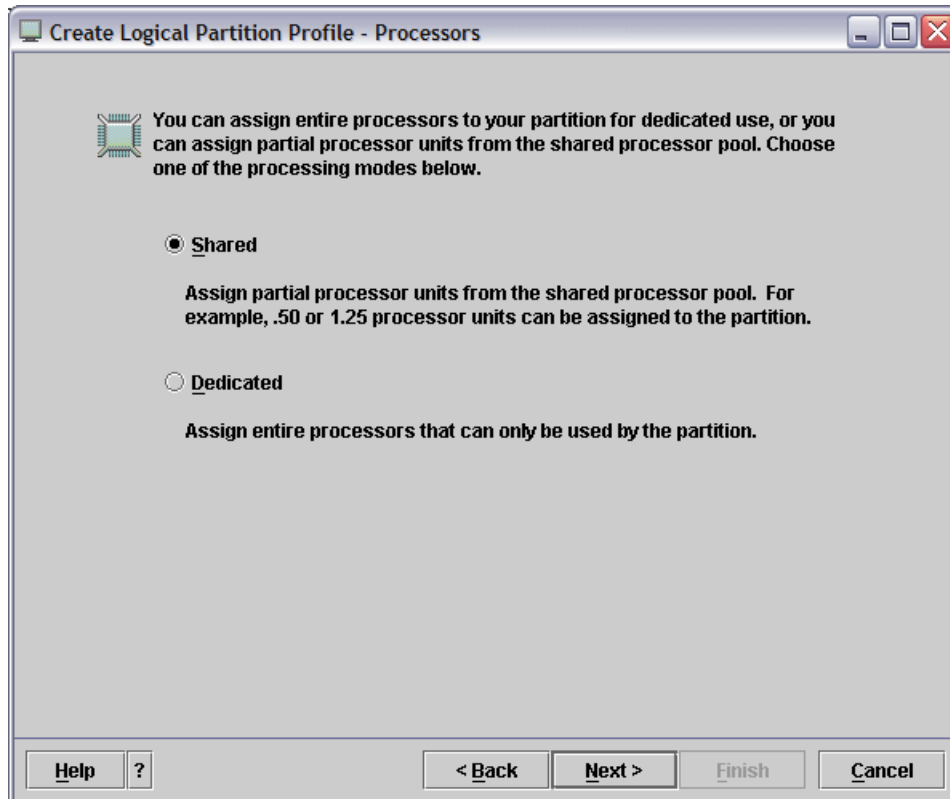 Create Logical Partition Profile - Processors
You can assign entire processors to your partition for dedicated use, or you
can assign partial processor units from the shared processor pool. Choose
one of the processing modes below.
Shared
Assign partial processor units from the shared processor pool.  For
example, .50 or 1.25 processor units can be assigned to the partition.
Dedicated
Assign entire processors that can only be used by the partition.
Help ? < Back Next > Finish Cancel